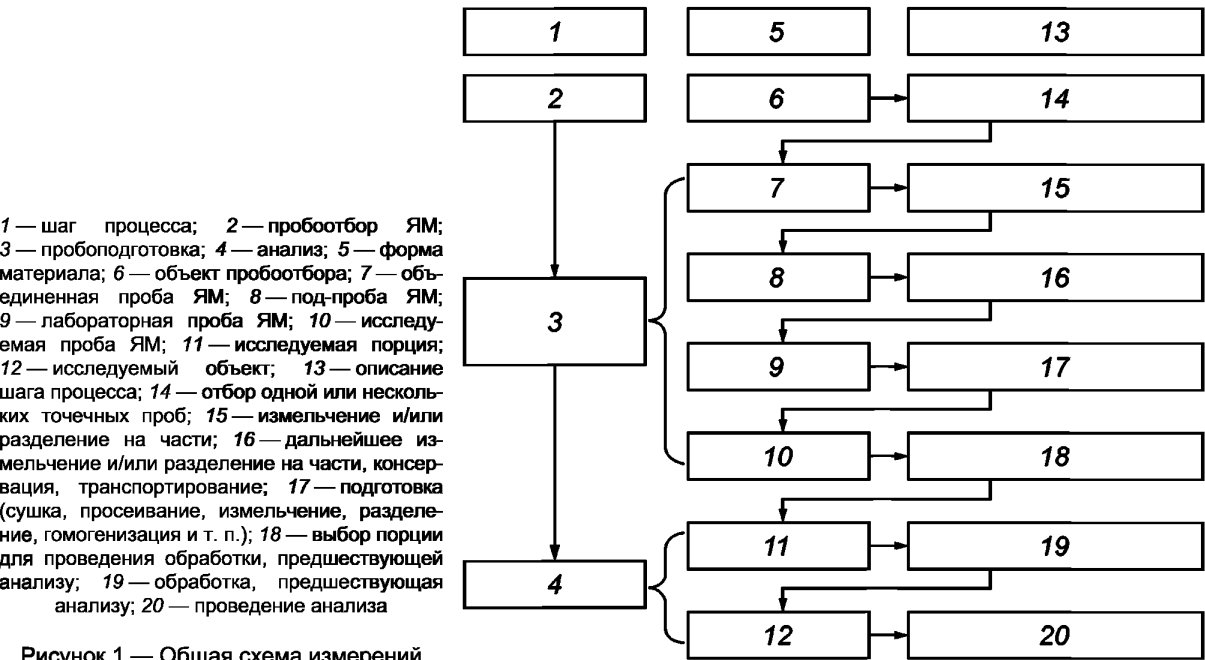 1 — шаг процесса; 2 — пробоотбор ЯМ;
3 — пробоподготовка; 4 — анализ; 5 — форма
материала; 6 — объект пробоотбора; 7 — объ-
единенная проба ЯМ; 8 — под-проба ЯМ;
9 — лабораторная проба ЯМ; 10 — исследу-
емая проба ЯМ; 11 — исследуемая порция;
12 — исследуемый объект; 13 — описание
шага процесса; 14 — отбор одной или несколь-
ких точечных проб; 15 — измельчение и/или
разделение на части; 16 — дальнейшее из-
мельчение и/или разделение на части, консер-
вация, транспортирование; 17 — подготовка
(сушка, просеивание, измельчение, разделе-
ние, гомогенизация и т. п.); 18 — выбор порции
для проведения обработки, предшествующей
анализу; 19 — обработка, предшествующая
анализу; 20 — проведение анализа
Рисунок 1 — Общая схема измерений
1 5 13
2 6 14
7 15
8 16
3
9 17
10 18
11 19
4
12 20